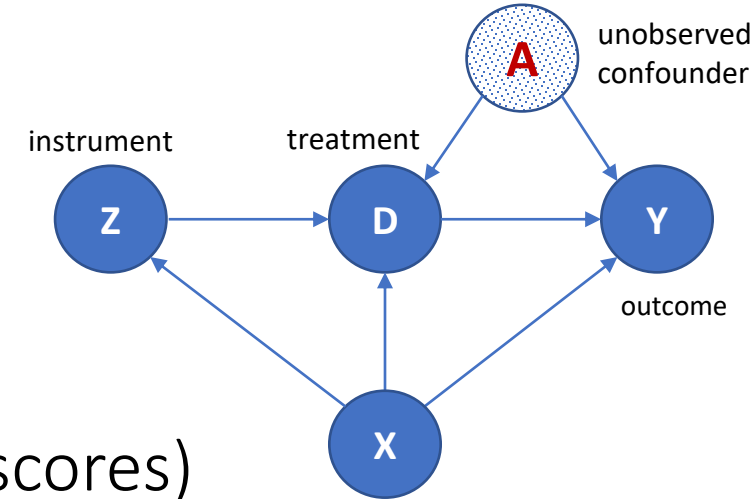 A
unobserved
confounder
instrument
treatment
Z
D
Y
outcome
X
scores)